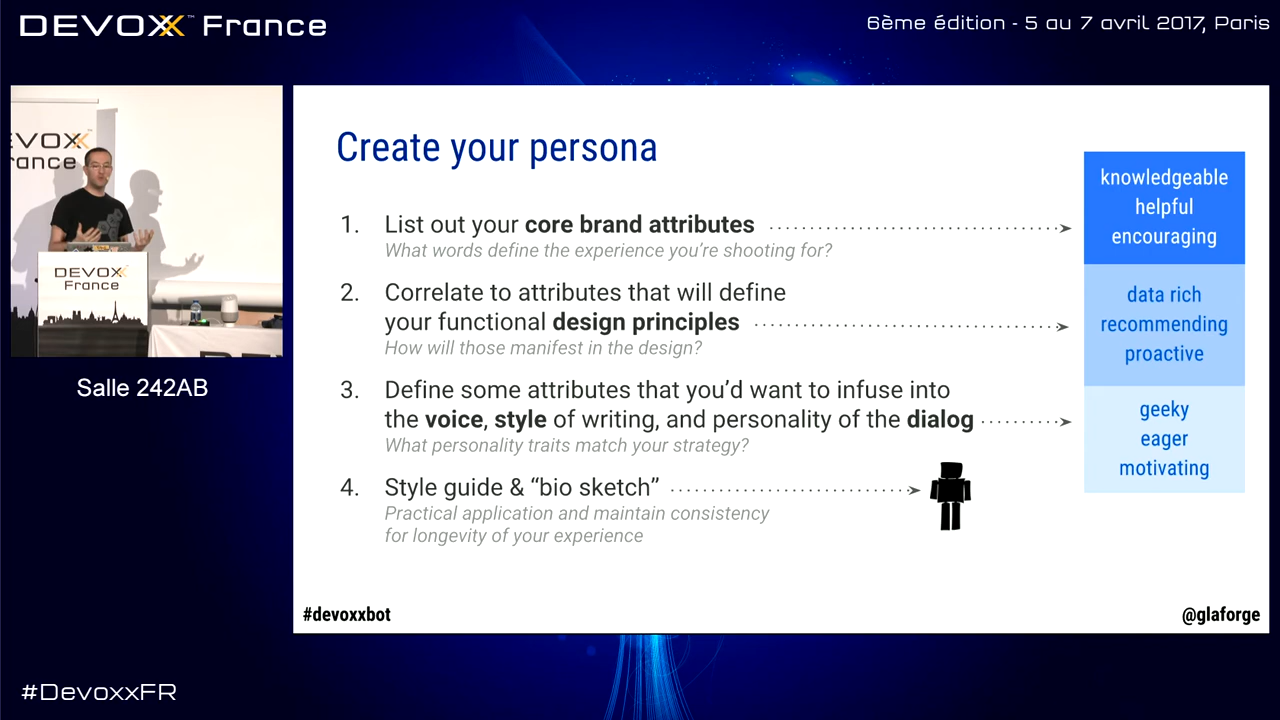 DEVOXX™ France
6ème édition - 5 au 7 avril 2017, Paris
DEVOXX
France
Salle 242AB
Create your persona
1. List out your core brand attributes
What words define the experience you're shooting for?
2. Correlate to attributes that will define
your functional design principles
How will those manifest in the design?
3. Define some attributes that you'd want to infuse into
the voice, style of writing, and personality of the dialog
What personality traits match your strategy?
4. Style guide & “bio sketch”
Practical application and maintain consistency
for longevity of your experience
knowledgeable
helpful
encouraging
data rich
recommending
proactive
geeky
eager
motivating
#devoxxbot
@glaforge
#DevoxxFR